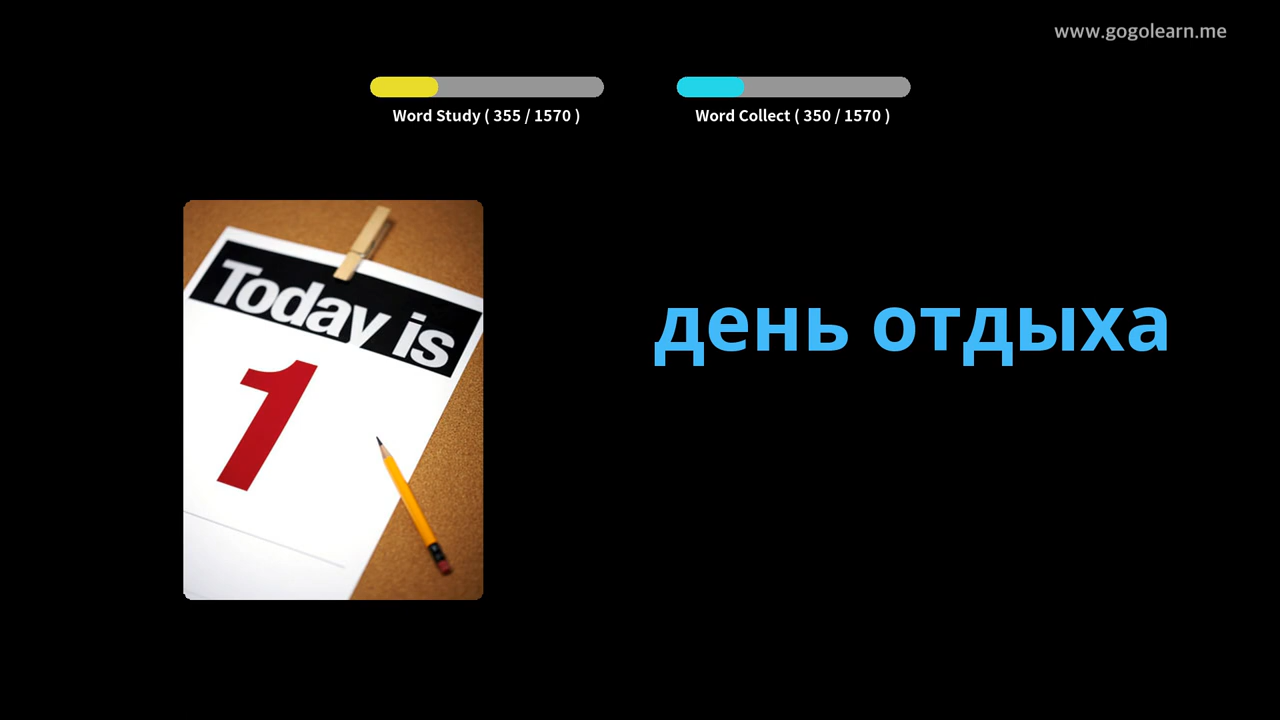 www.gogolearn.me
Word Study ( 355 / 1570 )
Word Collect ( 350 / 1570 )
Today is
1
день отдыха